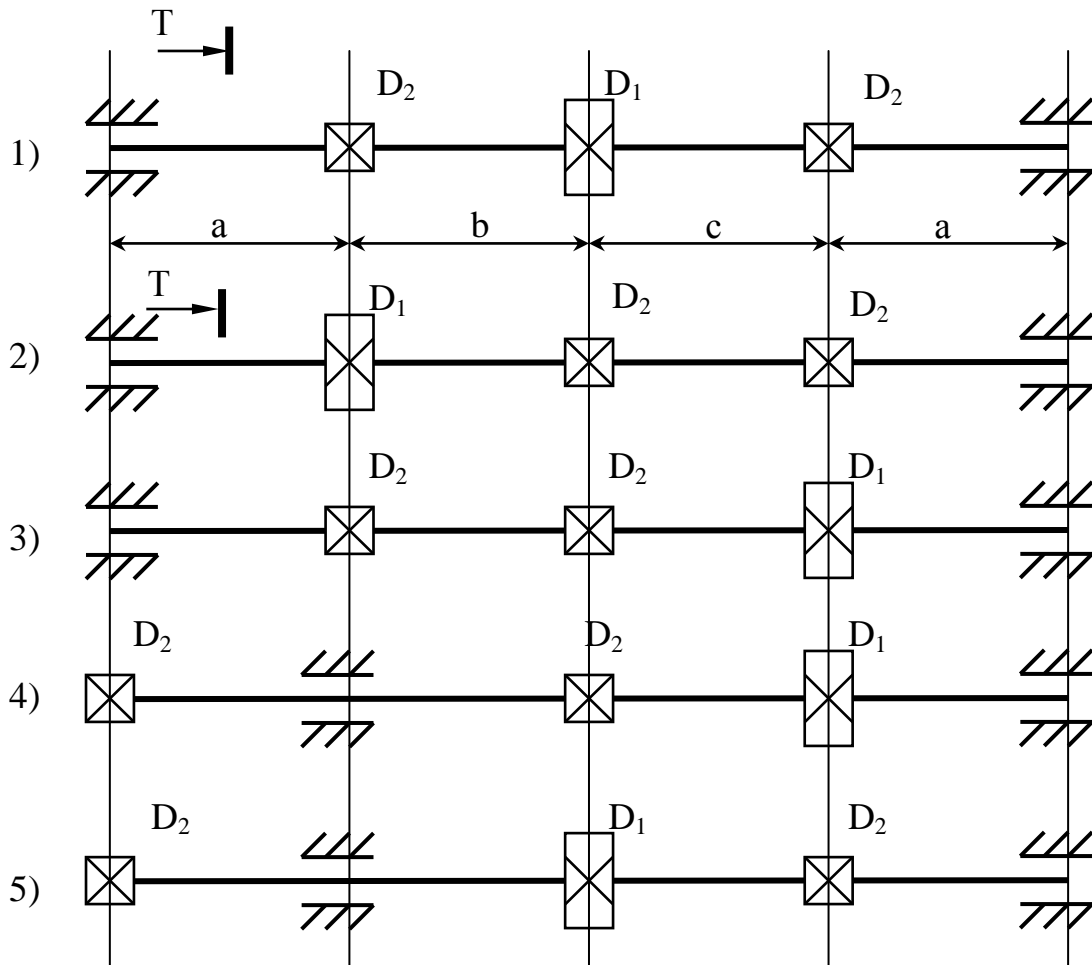 T
D₂ D₁ D₂
1)
a b c a
T
D₁ D₂ D₂
2)
D₂ D₂ D₁
3)
D₂ D₂ D₁
4)
D₂ D₁ D₂
5)